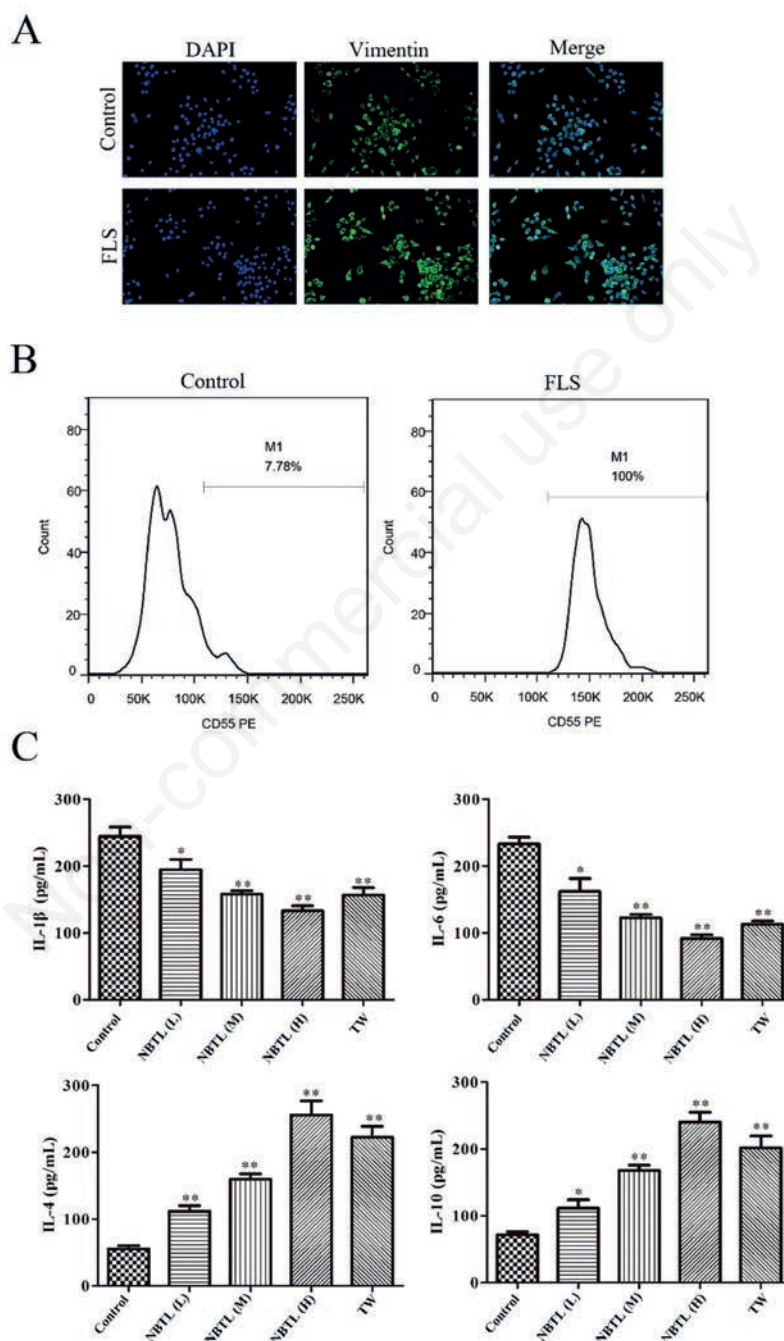 A
DAPI Vimentin Merge
Control
FLS
B
Control FLS
80
60
40
20
0
Count
M1
7.78%
0 50K 100K 150K 200K 250K
CD55 PE
80
60
40
20
0
Count
M1
100%
0 50K 100K 150K 200K 250K
CD55 PE
C
300
200
100
0
IL-1β (pg/mL)
* ** ** **
Control NBTL (L) NBTL (M) NBTL (H) TW
300
200
100
0
IL-6 (pg/mL)
* ** ** **
Control NBTL (L) NBTL (M) NBTL (H) TW
300
200
100
0
IL-4 (pg/mL)
** ** ** **
Control NBTL (L) NBTL (M) NBTL (H) TW
300
200
100
0
IL-10 (pg/mL)
* ** ** **
Control NBTL (L) NBTL (M) NBTL (H) TW
Non-commercial use only